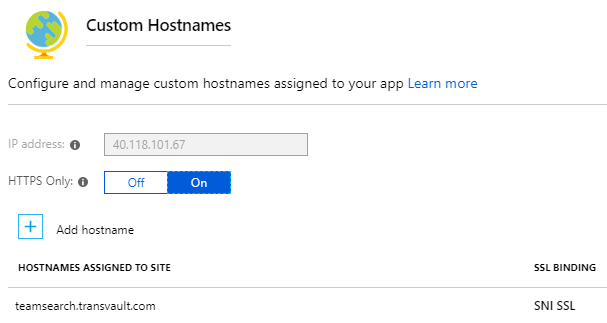 Custom Hostnames
Configure and manage custom hostnames assigned to your app Learn more
IP address:
40.118.101.67
HTTPS Only:
Off
On
Add hostname
HOSTNAMES ASSIGNED TO SITE
SSL BINDING
teamsearch.transvault.com
SNI SSL